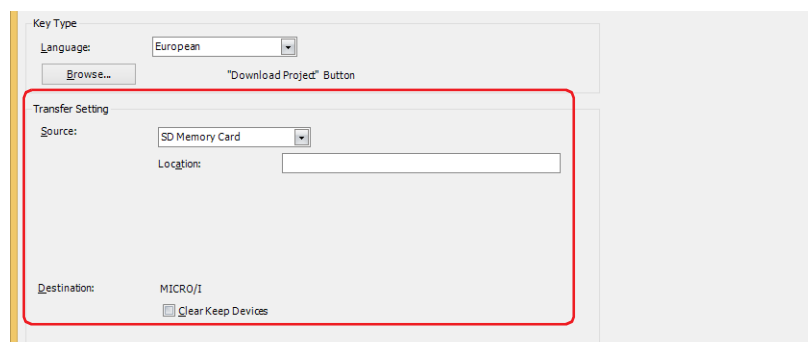 Key Type
Language: European
Browse... "Download Project" Button
Transfer Setting
Source: SD Memory Card
Location:
Destination: MICRO/I
Clear Keep Devices